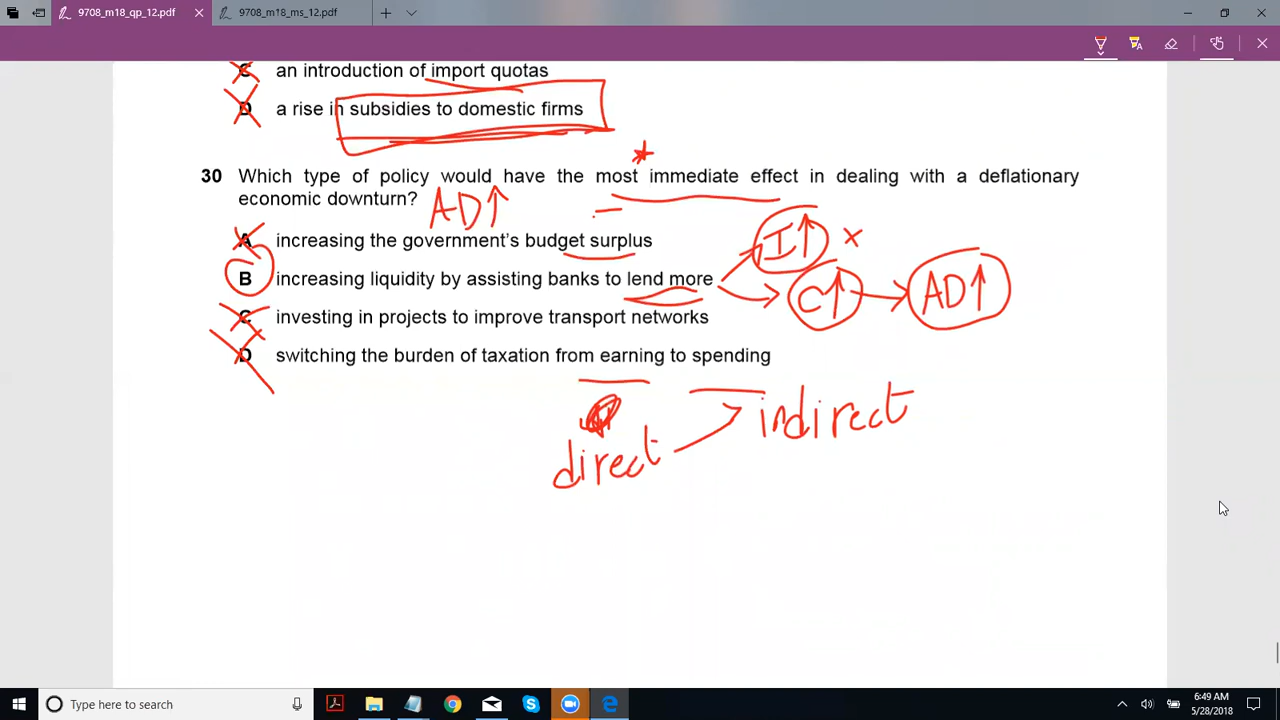 9708_m18_qp_12.pdf
9708_m18_ms_12.pdf
C an introduction of import quotas
D a rise in subsidies to domestic firms
30 Which type of policy would have the most immediate effect in dealing with a deflationary
economic downturn?
AD↑
A increasing the government's budget surplus
I↑ ×
B increasing liquidity by assisting banks to lend more
C↑ → AD↑
C investing in projects to improve transport networks
D switching the burden of taxation from earning to spending
direct → indirect
Type here to search
6:49 AM
5/28/2018